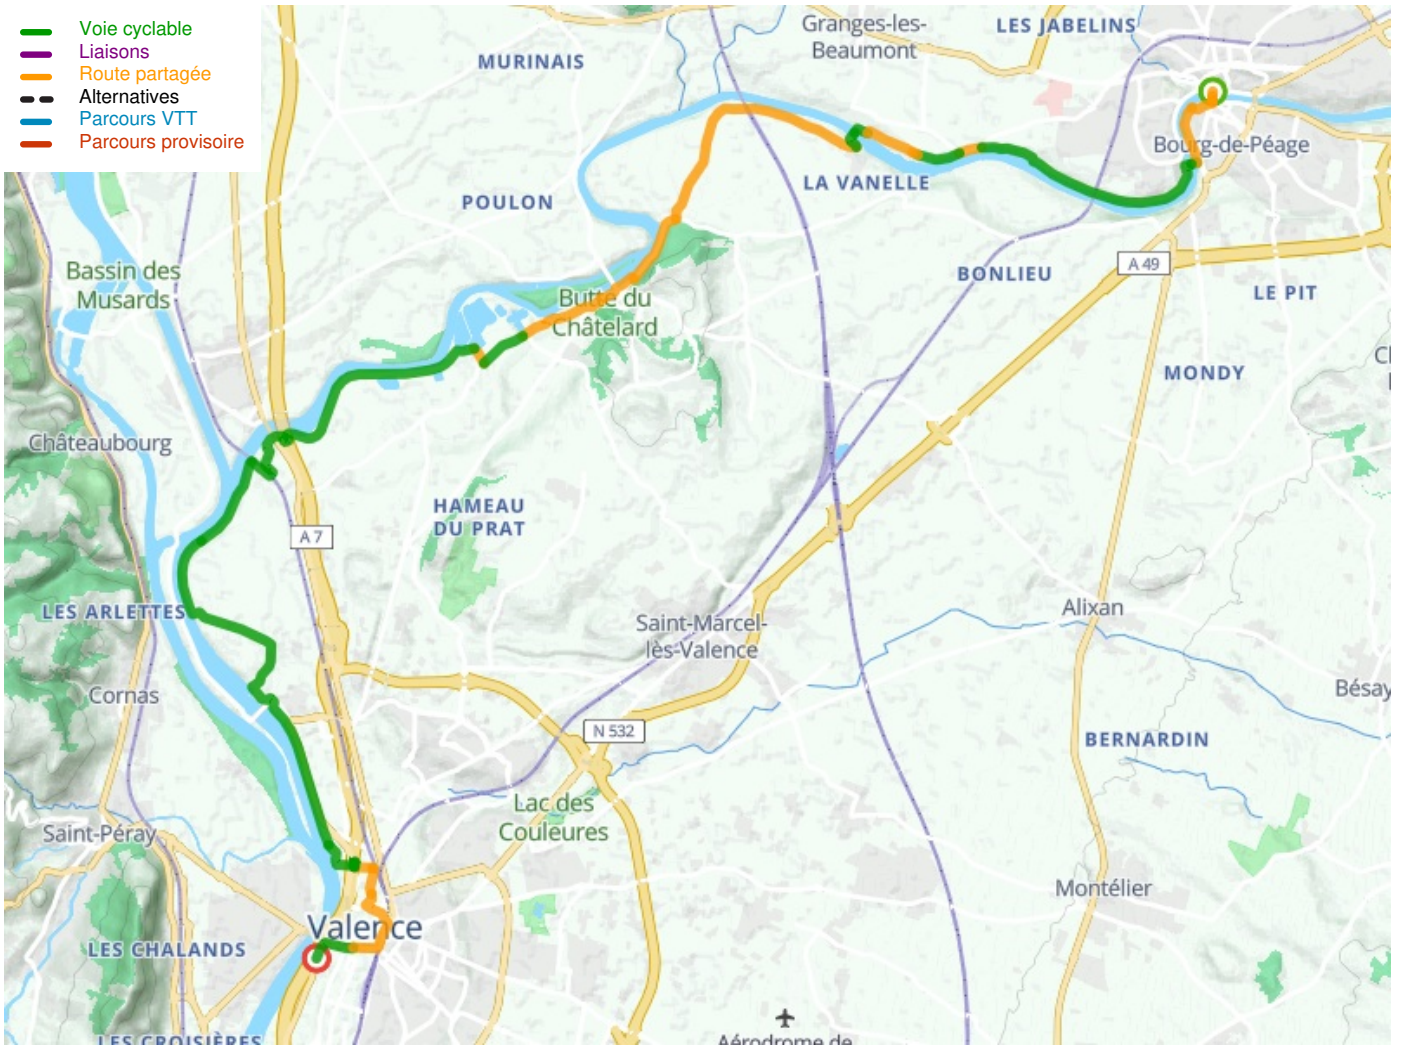 Voie cyclable
Liaisons
Route partagée
Alternatives
Parcours VTT
Parcours provisoire
Granges-les-
Beaumont
LES JABELINS
MURINAIS
Bourg-de-Péage
LA VANELLE
POULON
Bassin des
Musards
A 49
BONLIEU
LE PIT
Butte du
Châtelard
MONDY
Châteaubourg
HAMEAU
DU PRAT
A 7
LES ARLETTES
Alixan
Saint-Marcel-
lès-Valence
Cornas
Bésay
N 532
BERNARDIN
Lac des
Couleures
Saint-Péray
Montélier
Valence
LES CHALANDS
LES CROISIÈRES
Aérodrome de